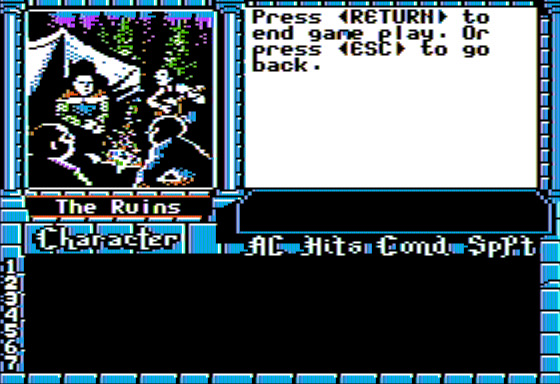 Press ◄RETURN► to
end game play. Or
press ◄ESC► to go
back.
The Ruins
Character AC Hits Cond SpPt
1
2
3
4
5
6
7